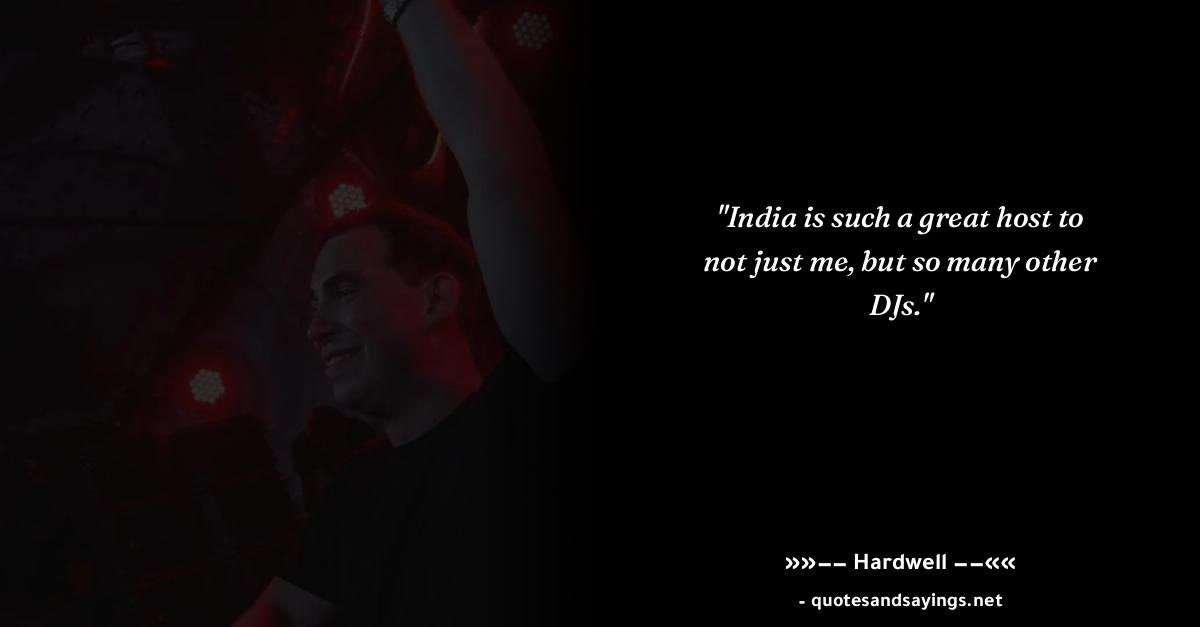 "India is such a great host to
not just me, but so many other
DJs."
»»−− Hardwell −−««
- quotesandsayings.net